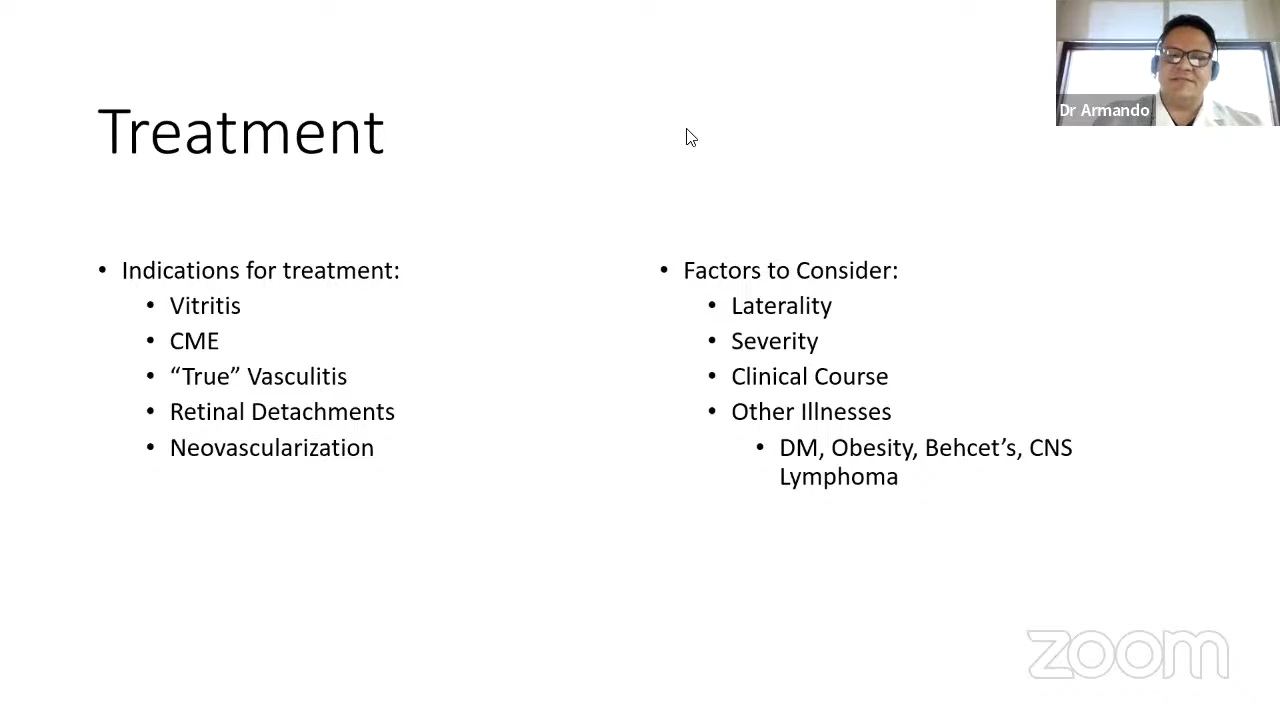 Dr Armando
Treatment
• Indications for treatment:
• Vitritis
• CME
• “True” Vasculitis
• Retinal Detachments
• Neovascularization
• Factors to Consider:
• Laterality
• Severity
• Clinical Course
• Other Illnesses
• DM, Obesity, Behcet’s, CNS
Lymphoma
zoom